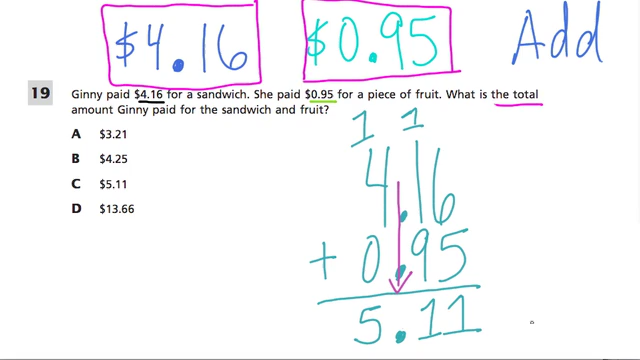 $4.16 $0.95 Add
19 Ginny paid $4.16 for a sandwich. She paid $0.95 for a piece of fruit. What is the total
amount Ginny paid for the sandwich and fruit?
A $3.21
B $4.25
C $5.11
D $13.66
1 1
4.16
+ 0.95
5.11